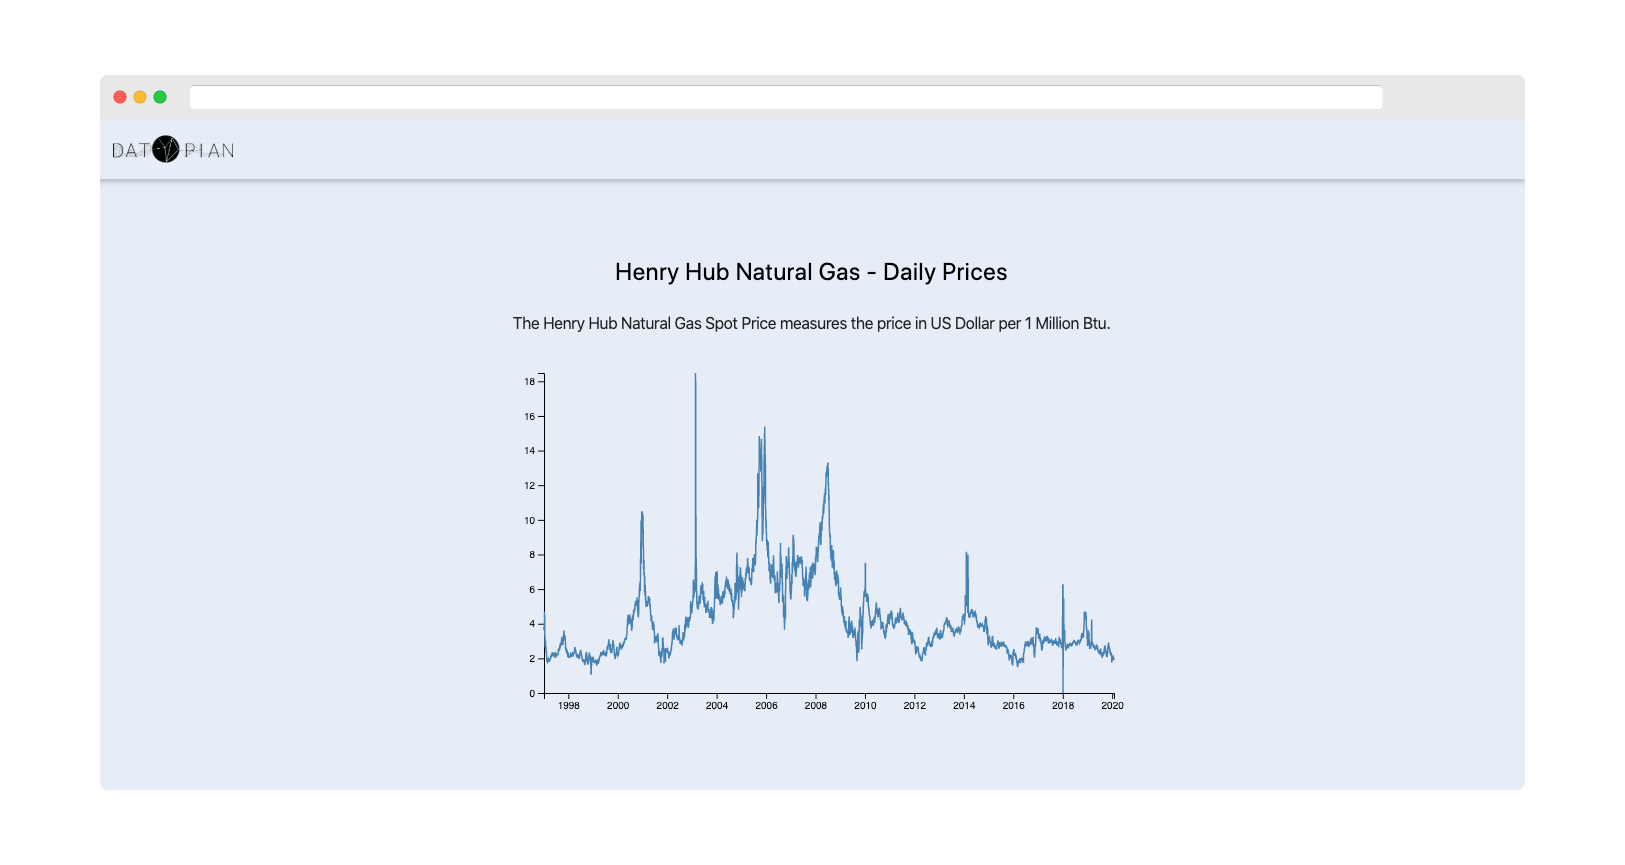 DATOPIAN
Henry Hub Natural Gas - Daily Prices
The Henry Hub Natural Gas Spot Price measures the price in US Dollar per 1 Million Btu.
18
16
14
12
10
8
6
4
2
0
1998 2000 2002 2004 2006 2008 2010 2012 2014 2016 2018 2020